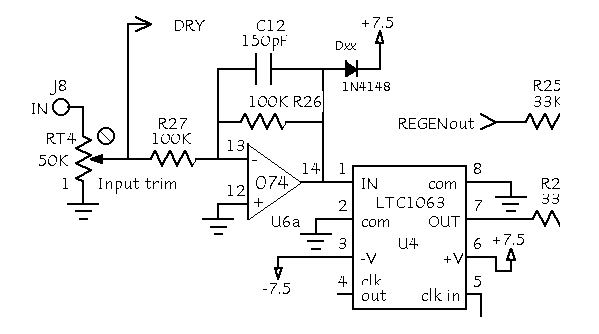 DRY
C12
150pF
+7.5
Dxx
1N4148
J8
IN
R27
100K
100K R26
R25
33K
REGENout
RT4
50K
1
Input trim
13
-
12
+
074
14
U6a
1
IN
com
8
LTC1063
2
com
OUT
7
R2
33
3
-V
U4
+V
6
+7.5
-7.5
4
clk
out
clk in
5